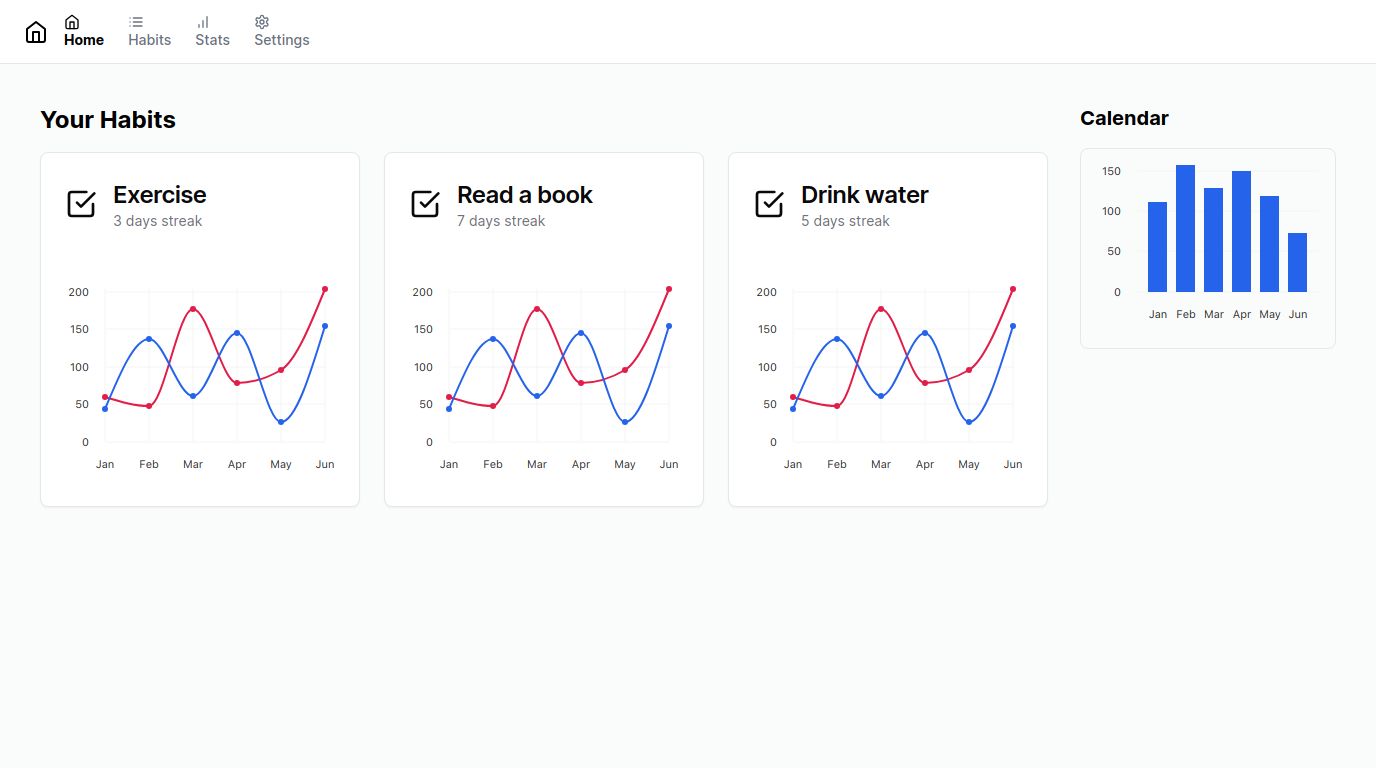 Home
Habits
Stats
Settings
Your Habits
Exercise
3 days streak
200
150
100
50
0
Jan Feb Mar Apr May Jun
Read a book
7 days streak
200
150
100
50
0
Jan Feb Mar Apr May Jun
Drink water
5 days streak
200
150
100
50
0
Jan Feb Mar Apr May Jun
Calendar
150
100
50
0
Jan Feb Mar Apr May Jun